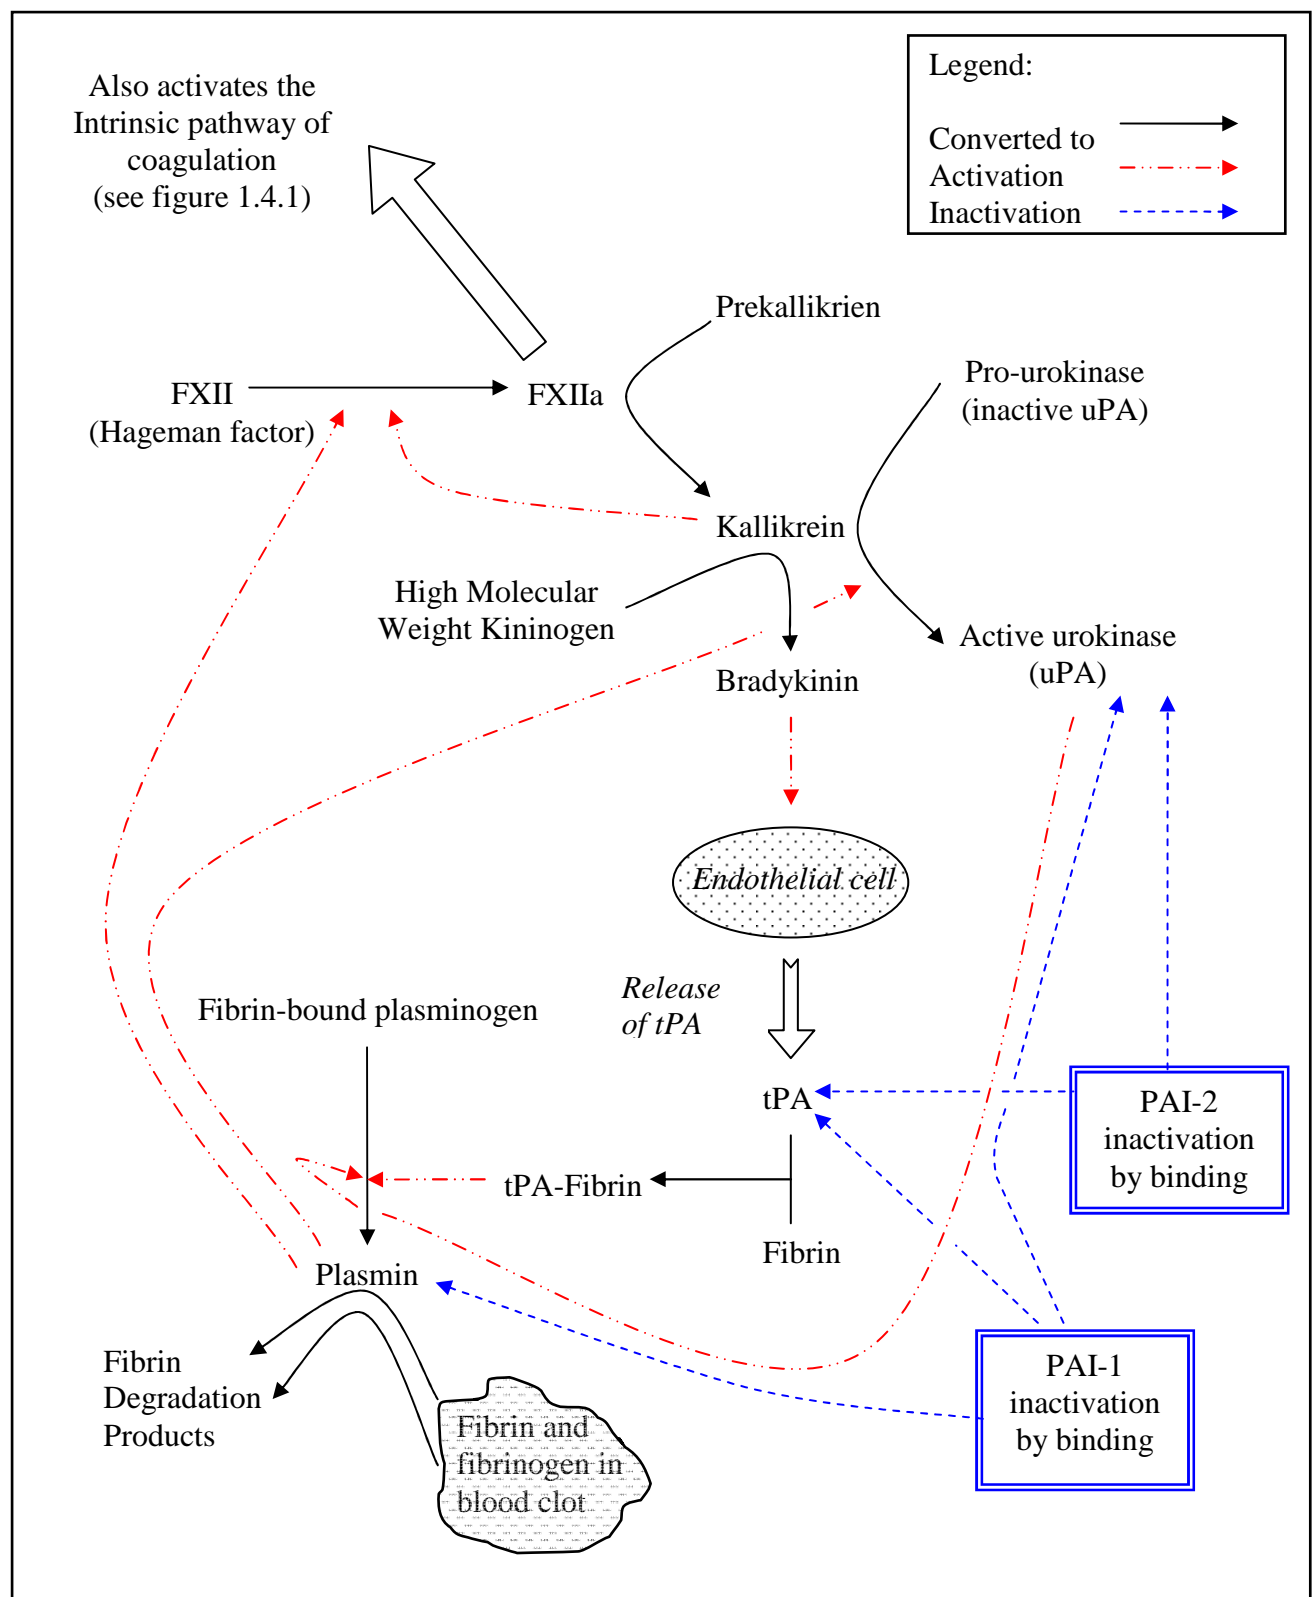 Also activates the
Intrinsic pathway of
coagulation
(see figure 1.4.1)
Legend:
Converted to
Activation
Inactivation
Prekallikrien
FXII
(Hageman factor)
FXIIa
Pro-urokinase
(inactive uPA)
Kallikrein
High Molecular
Weight Kininogen
Active urokinase
(uPA)
Bradykinin
Endothelial cell
Release
of tPA
Fibrin-bound plasminogen
tPA
PAI-2
inactivation
by binding
tPA-Fibrin
Fibrin
Plasmin
Fibrin
Degradation
Products
PAI-1
inactivation
by binding
Fibrin and
fibrinogen in
blood clot